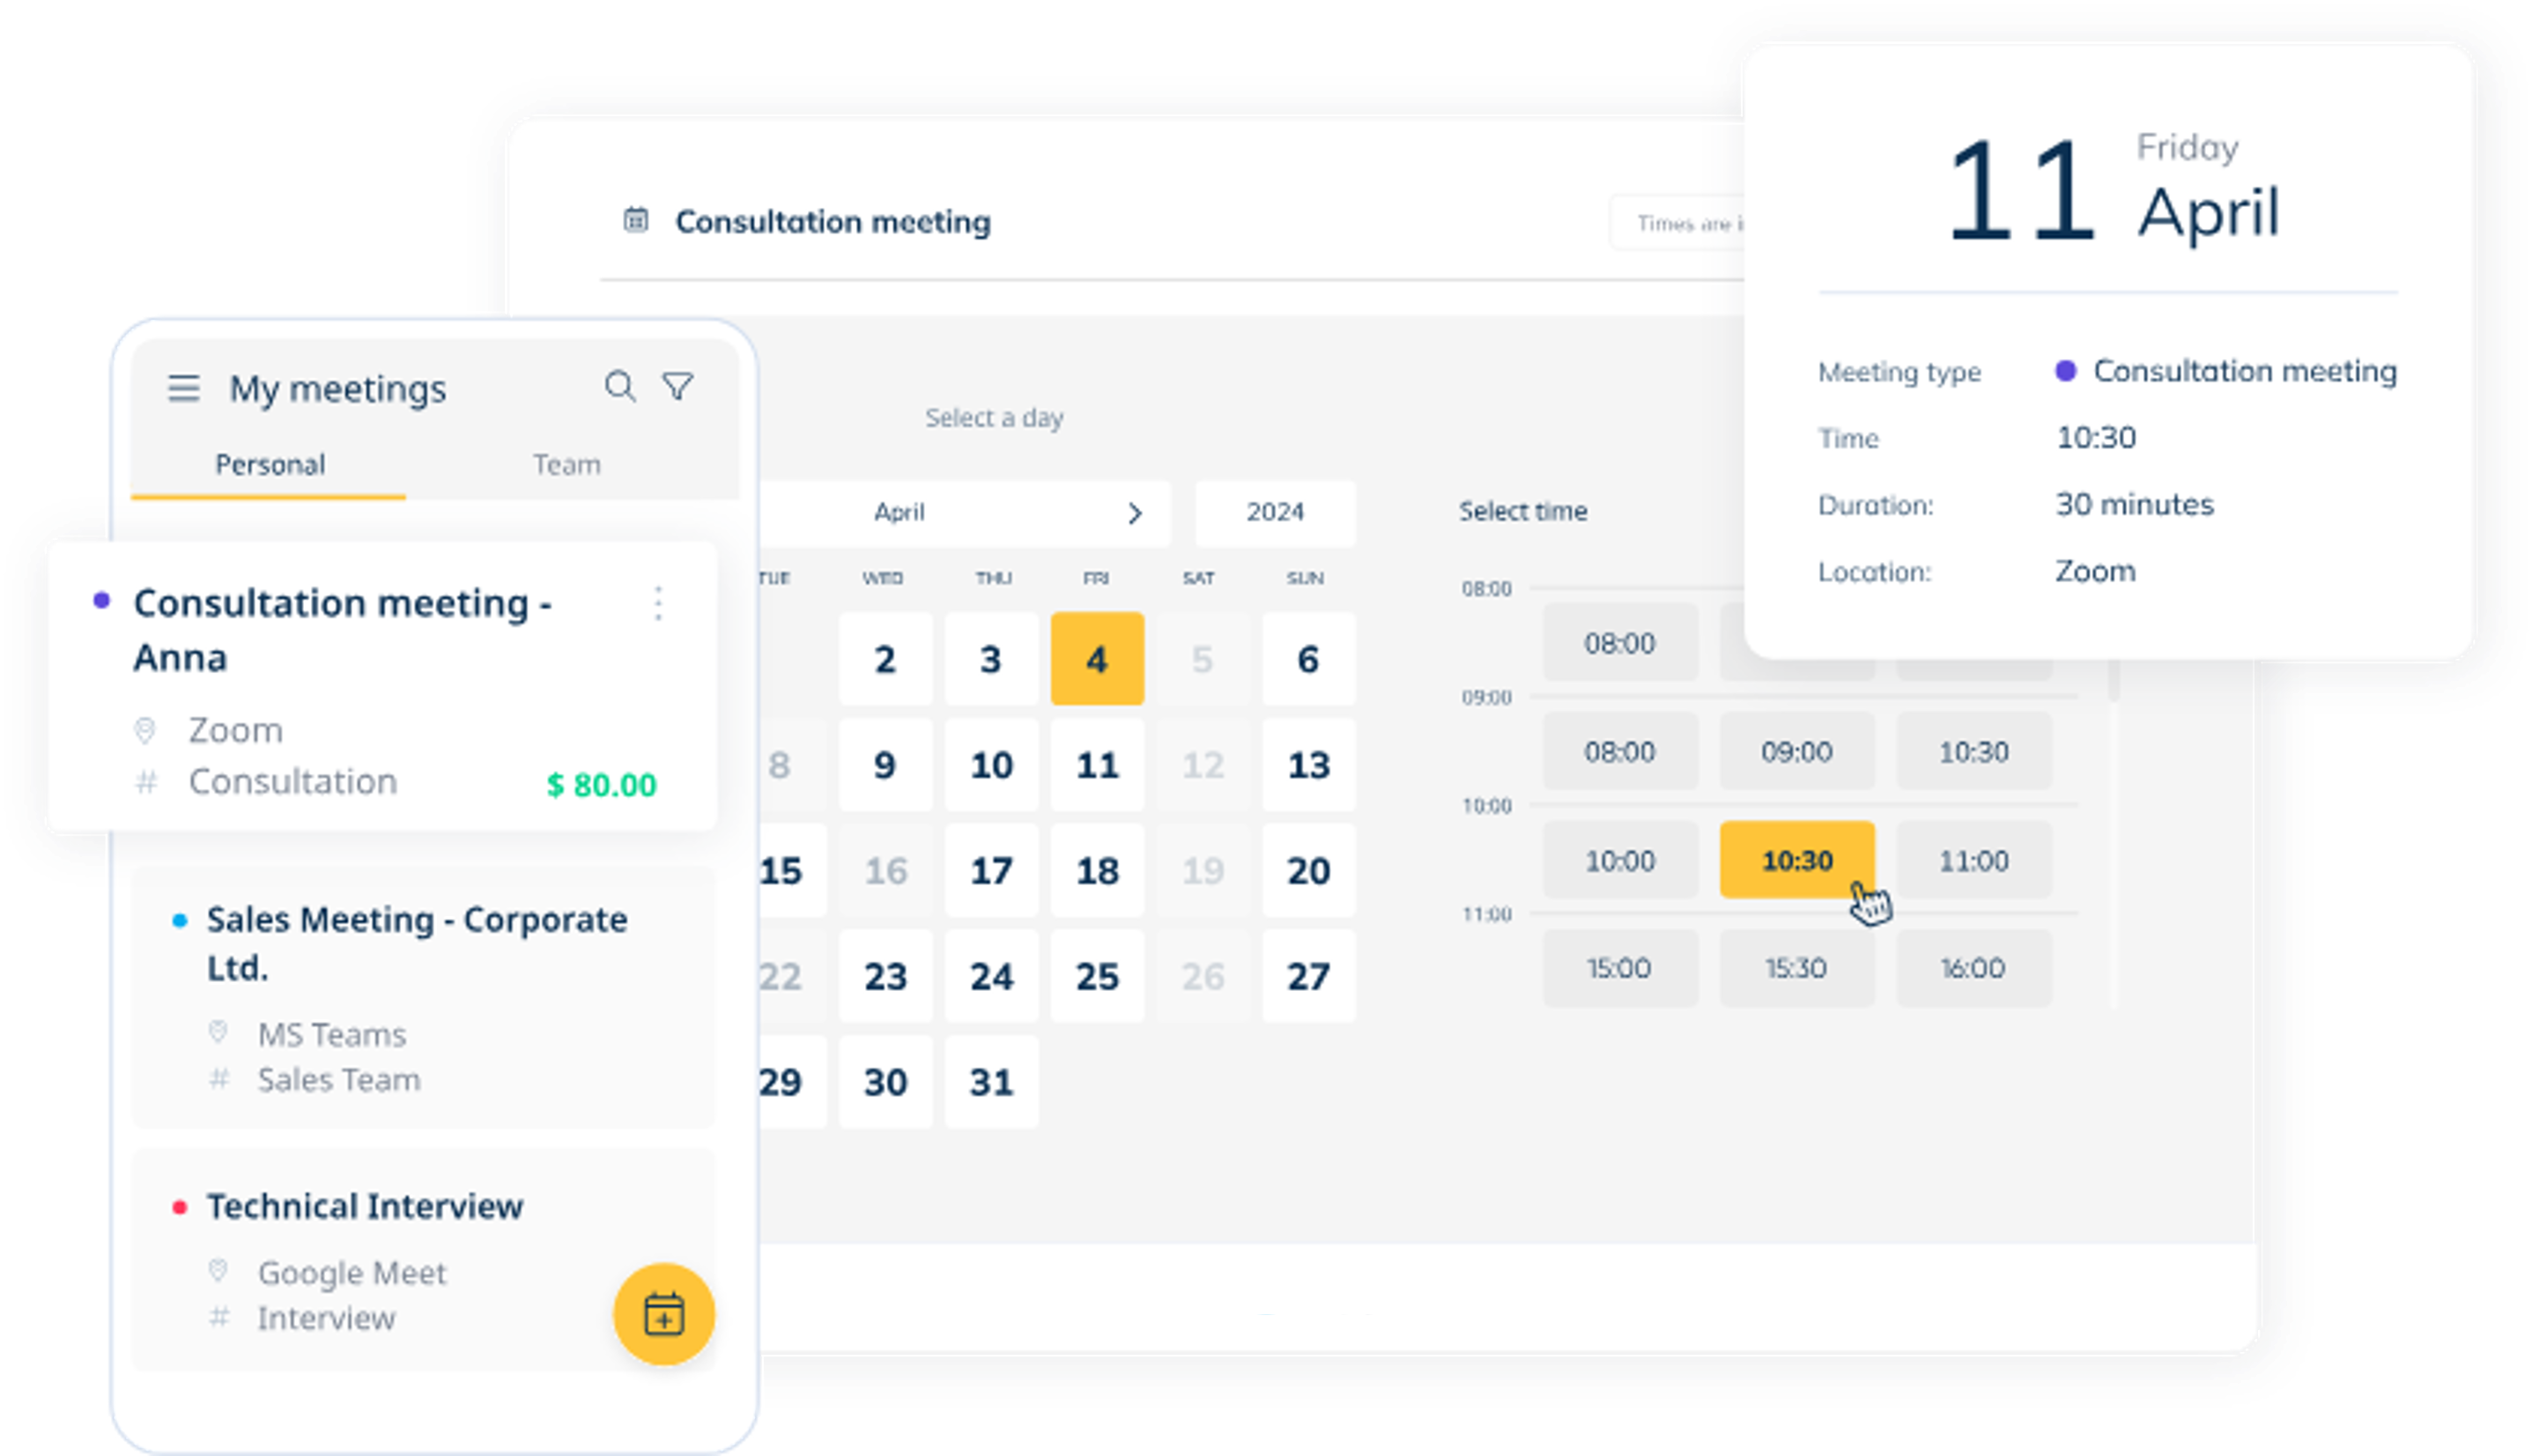 11
Friday
April
Meeting type
Consultation meeting
Time
10:30
Duration:
30 minutes
Location:
Zoom
Consultation meeting
Times are
Select a day
April
2024
TUE WED THU FRI SAT SUN
2 3 4 5 6
8 9 10 11 12 13
15 16 17 18 19 20
22 23 24 25 26 27
29 30 31
Select time
08:00
08:00
09:00
08:00 09:00 10:30
10:00
10:00 10:30 11:00
11:00
15:00 15:30 16:00
My meetings
Personal Team
Consultation meeting -
Anna
Zoom
# Consultation $ 80.00
Sales Meeting - Corporate
Ltd.
MS Teams
# Sales Team
Technical Interview
Google Meet
# Interview